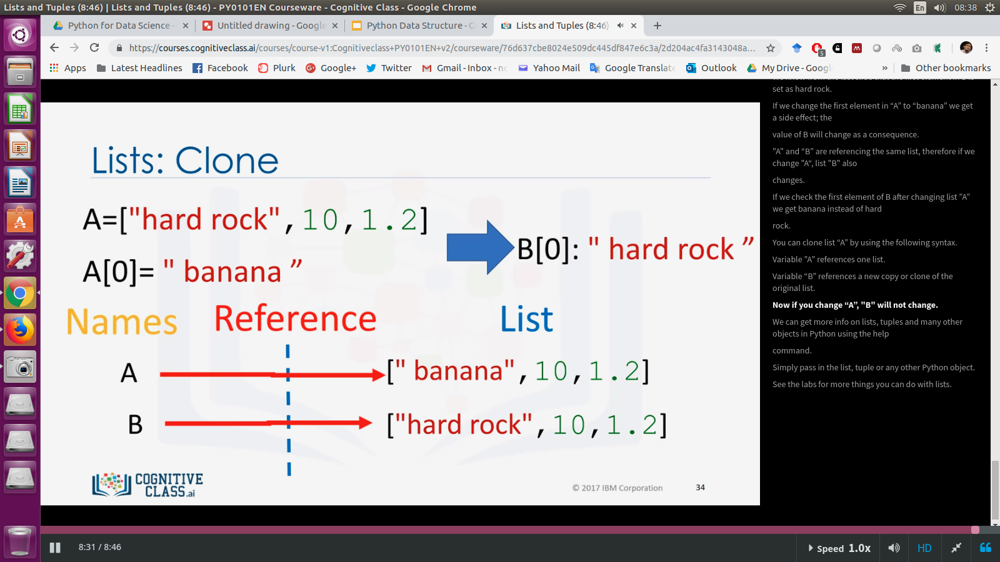 Lists and Tuples (8:46) | Lists and Tuples (8:46) - PY0101EN Courseware - Cognitive Class - Google Chrome
En
08:38
Python for Data Science -
Untitled drawing - Google
Python Data Structure - G
Lists and Tuples (8:46)
https://courses.cognitiveclass.ai/courses/course-v1:Cognitiveclass+PY0101EN+v2/courseware/76d637cbe8024e509dc445df847e6c3a/2d204ac4fa3143048a...
5
Apps
Latest Headlines
Facebook
Plurk
Google+
Twitter
Gmail - Inbox - no
Yahoo Mail
Google Translate
Outlook
My Drive - Googl
»
Other bookmarks
Lists: Clone
A=["hard rock",10,1.2]
A[0]= " banana ”
B[0]: " hard rock ”
Names
Reference
List
A
[" banana",10,1.2]
B
["hard rock",10,1.2]
COGNITIVE
CLASS.ai
© 2017 IBM Corporation
34
set as hard rock.
If we change the first element in “A” to “banana” we get
a side effect; the
value of B will change as a consequence.
"A" and “B” are referencing the same list, therefore if we
change "A“, list "B" also
changes.
If we check the first element of B after changing list ”A”
we get banana instead of hard
rock.
You can clone list “A” by using the following syntax.
Variable "A" references one list.
Variable “B” references a new copy or clone of the
original list.
Now if you change “A”, "B" will not change.
We can get more info on lists, tuples and many other
objects in Python using the help
command.
Simply pass in the list, tuple or any other Python object.
See the labs for more things you can do with lists.
8:31 / 8:46
Speed 1.0x
HD